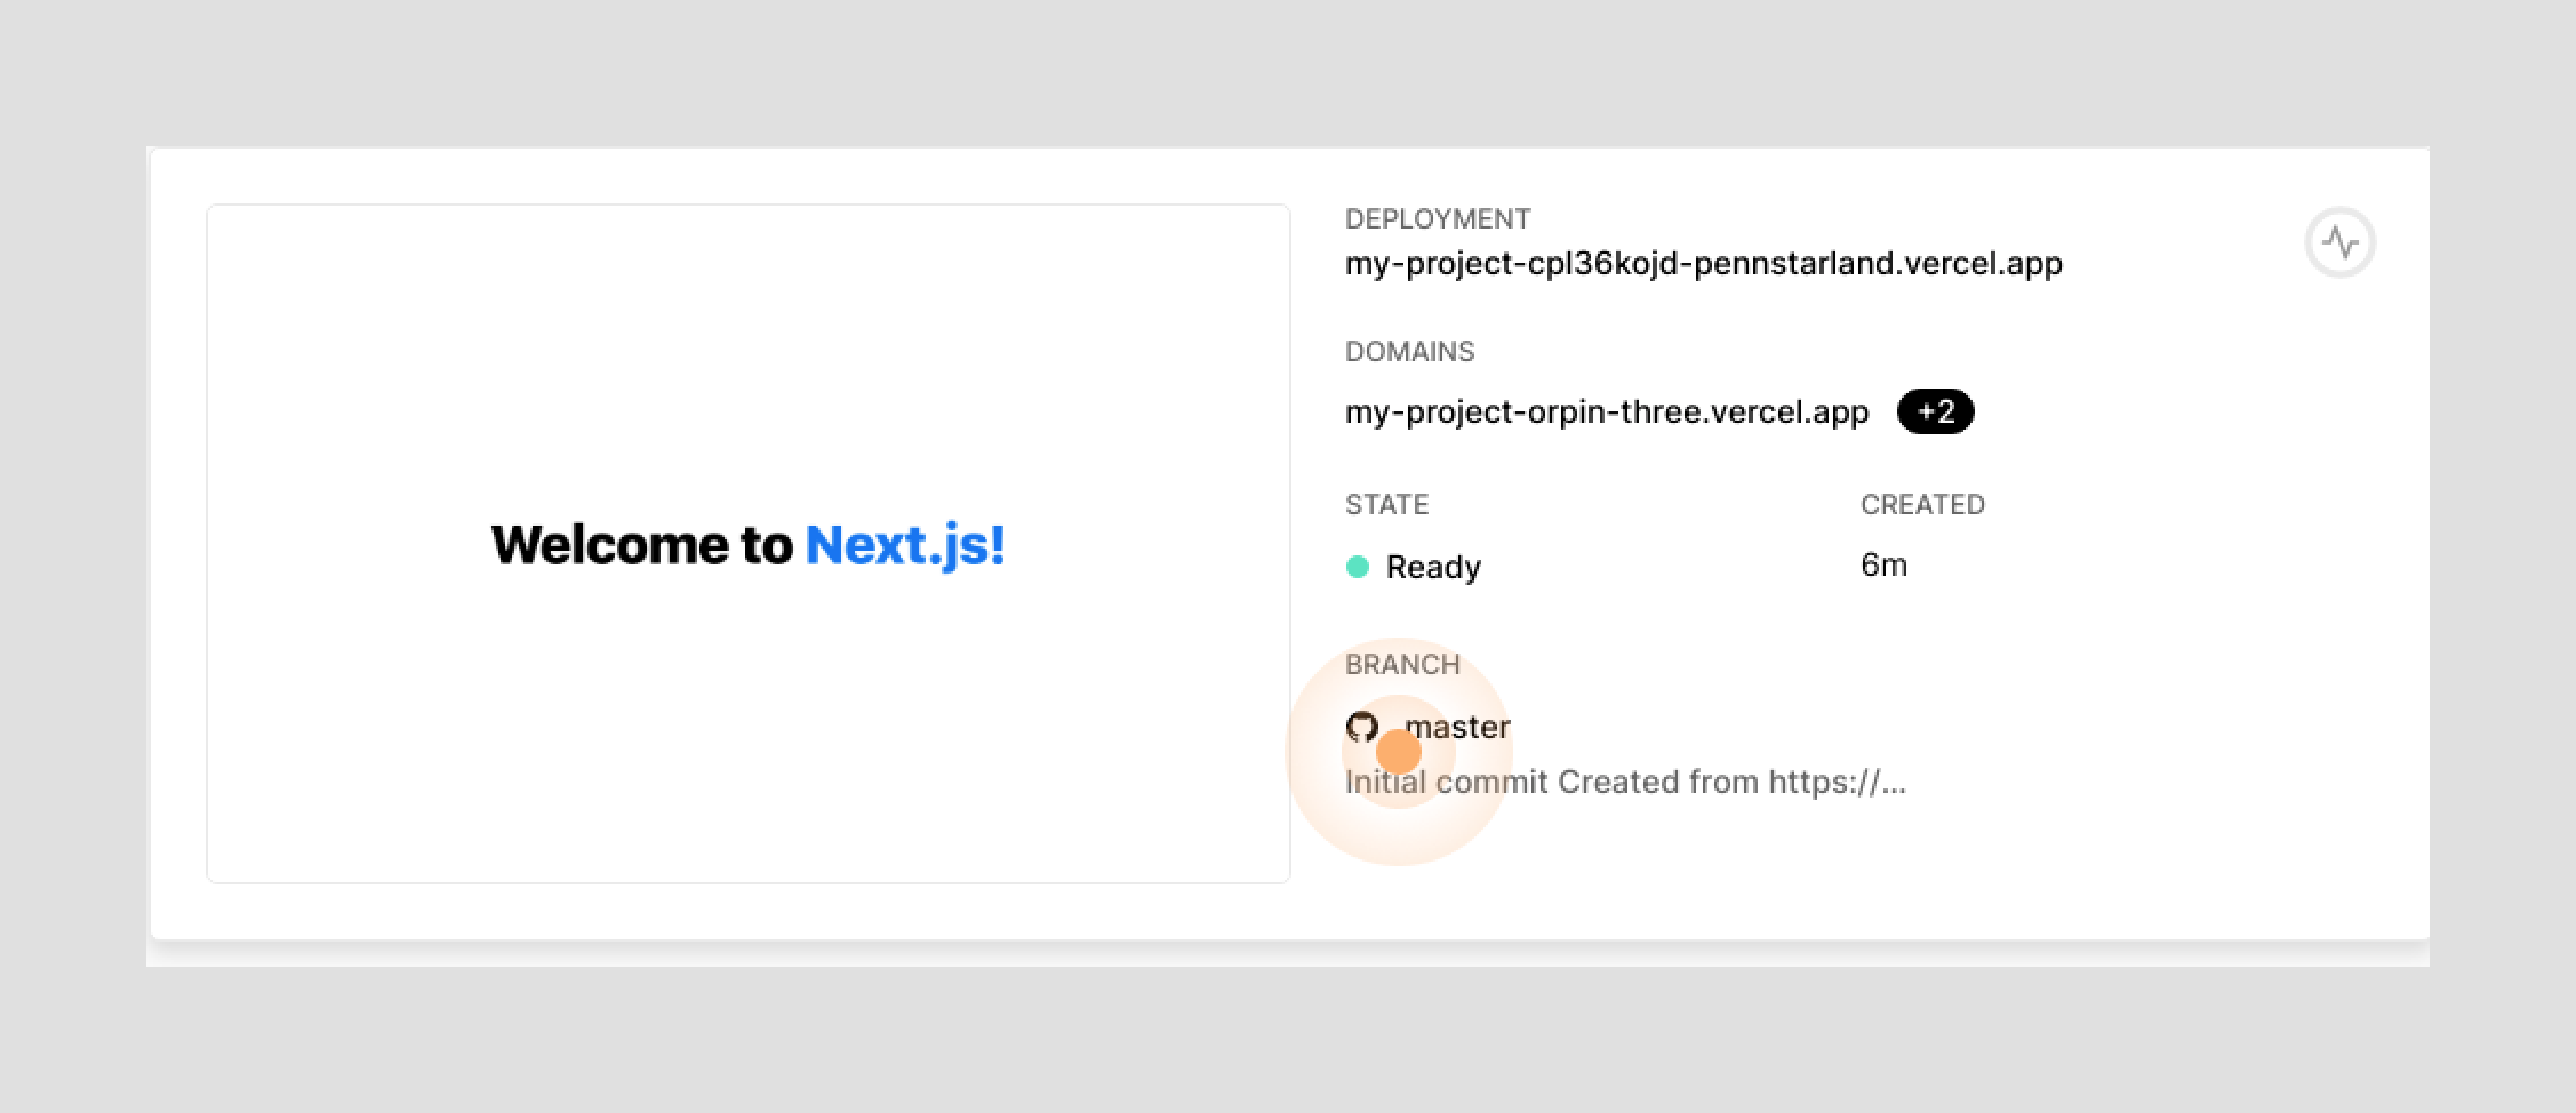 Welcome to Next.js!
DEPLOYMENT
my-project-cpl36kojd-pennstarland.vercel.app
DOMAINS
my-project-orpin-three.vercel.app +2
STATE CREATED
Ready 6m
BRANCH
master
Initial commit Created from https://...